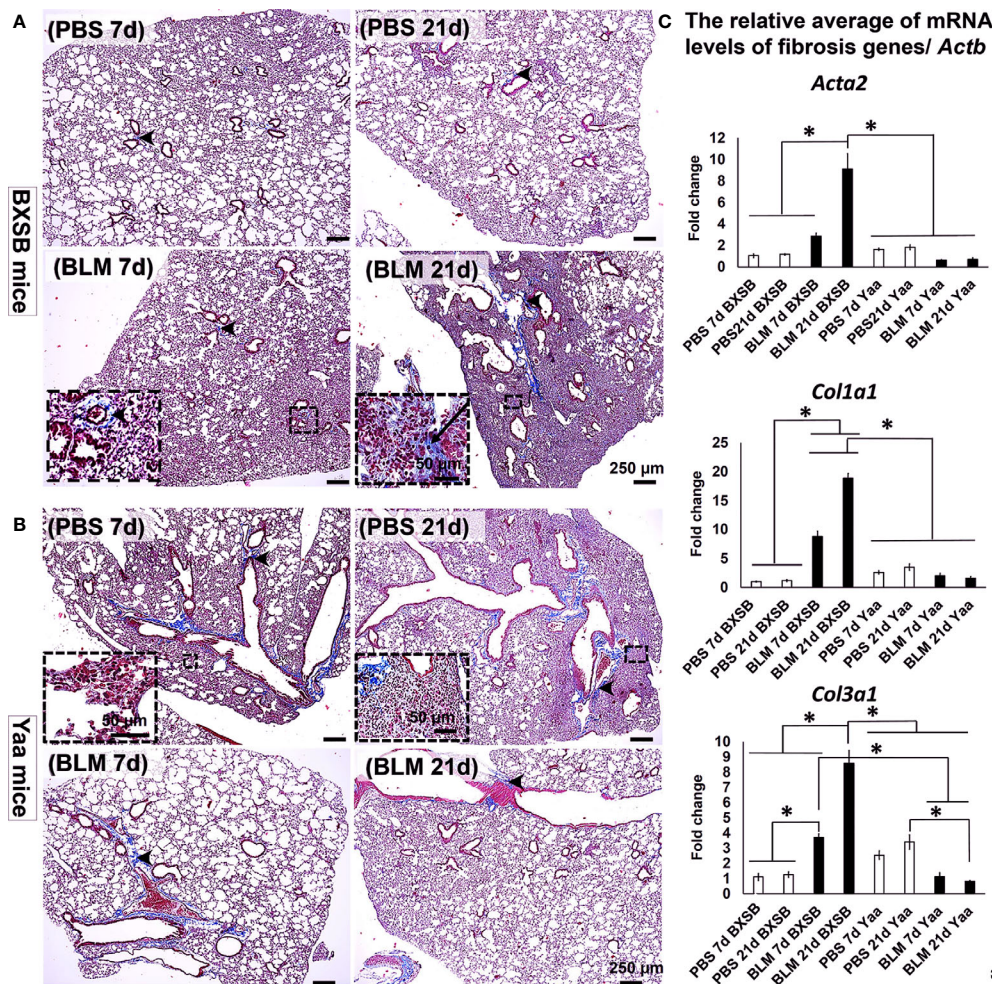 A
(PBS 7d)
(PBS 21d)
BXSB mice
(BLM 7d)
(BLM 21d)
50 µm
250 µm
B
(PBS 7d)
(PBS 21d)
Yaa mice
50 µm
50 µm
(BLM 7d)
(BLM 21d)
250 µm
C The relative average of mRNA
levels of fibrosis genes/ Actb
Acta2
* *
Fold change
12
10
8
6
4
2
0
PBS 7d BXSB
PBS21d BXSB
BLM 7d BXSB
BLM 21d BXSB
PBS 7d Yaa
PBS21d Yaa
BLM 7d Yaa
BLM 21d Yaa
Col1a1
* *
Fold change
25
20
15
10
5
0
PBS 7d BXSB
PBS 21d BXSB
BLM 7d BXSB
BLM 21d BXSB
PBS 7d Yaa
PBS 21d Yaa
BLM 7d Yaa
BLM 21d Yaa
Col3a1
* *
*
* *
Fold change
10
9
8
7
6
5
4
3
2
1
0
PBS 7d BXSB
PBS 21d BXSB
BLM 7d BXSB
BLM 21d BXSB
PBS 7d Yaa
PBS 21d Yaa
BLM 7d Yaa
BLM 21d Yaa